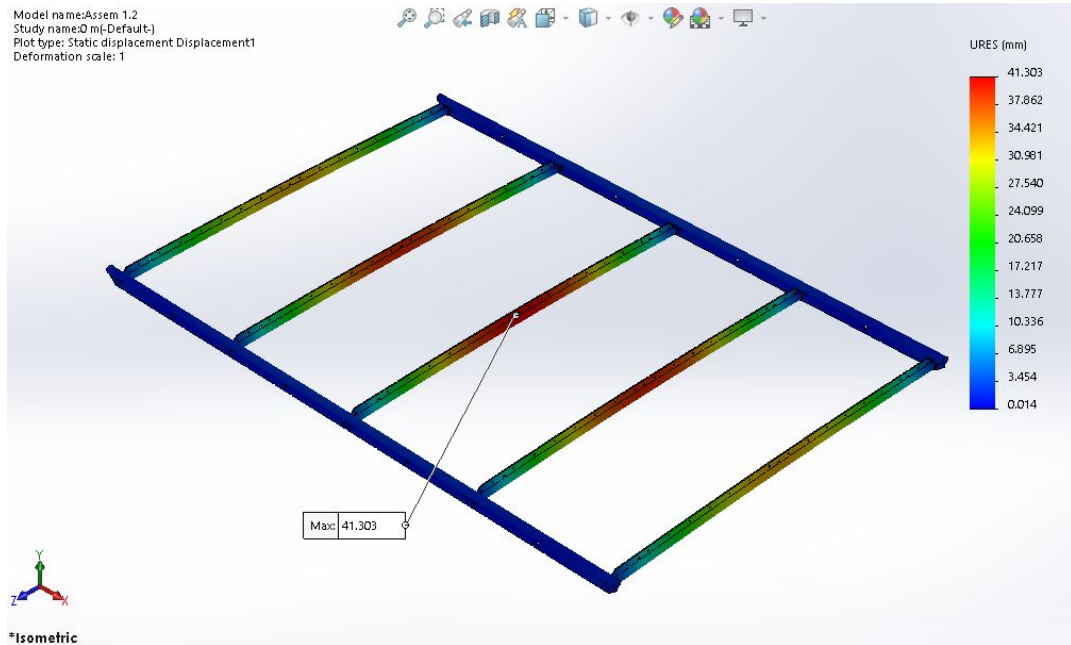 Model name:Assem 1.2
Study name:0 m(-Default-)
Plot type: Static displacement Displacement1
Deformation scale: 1
URES (mm)
41.303
37.862
34.421
30.981
27.540
24.099
20.658
17.217
13.777
10.336
6.895
3.454
0.014
Max: 41.303
Y
Z
X
*Isometric